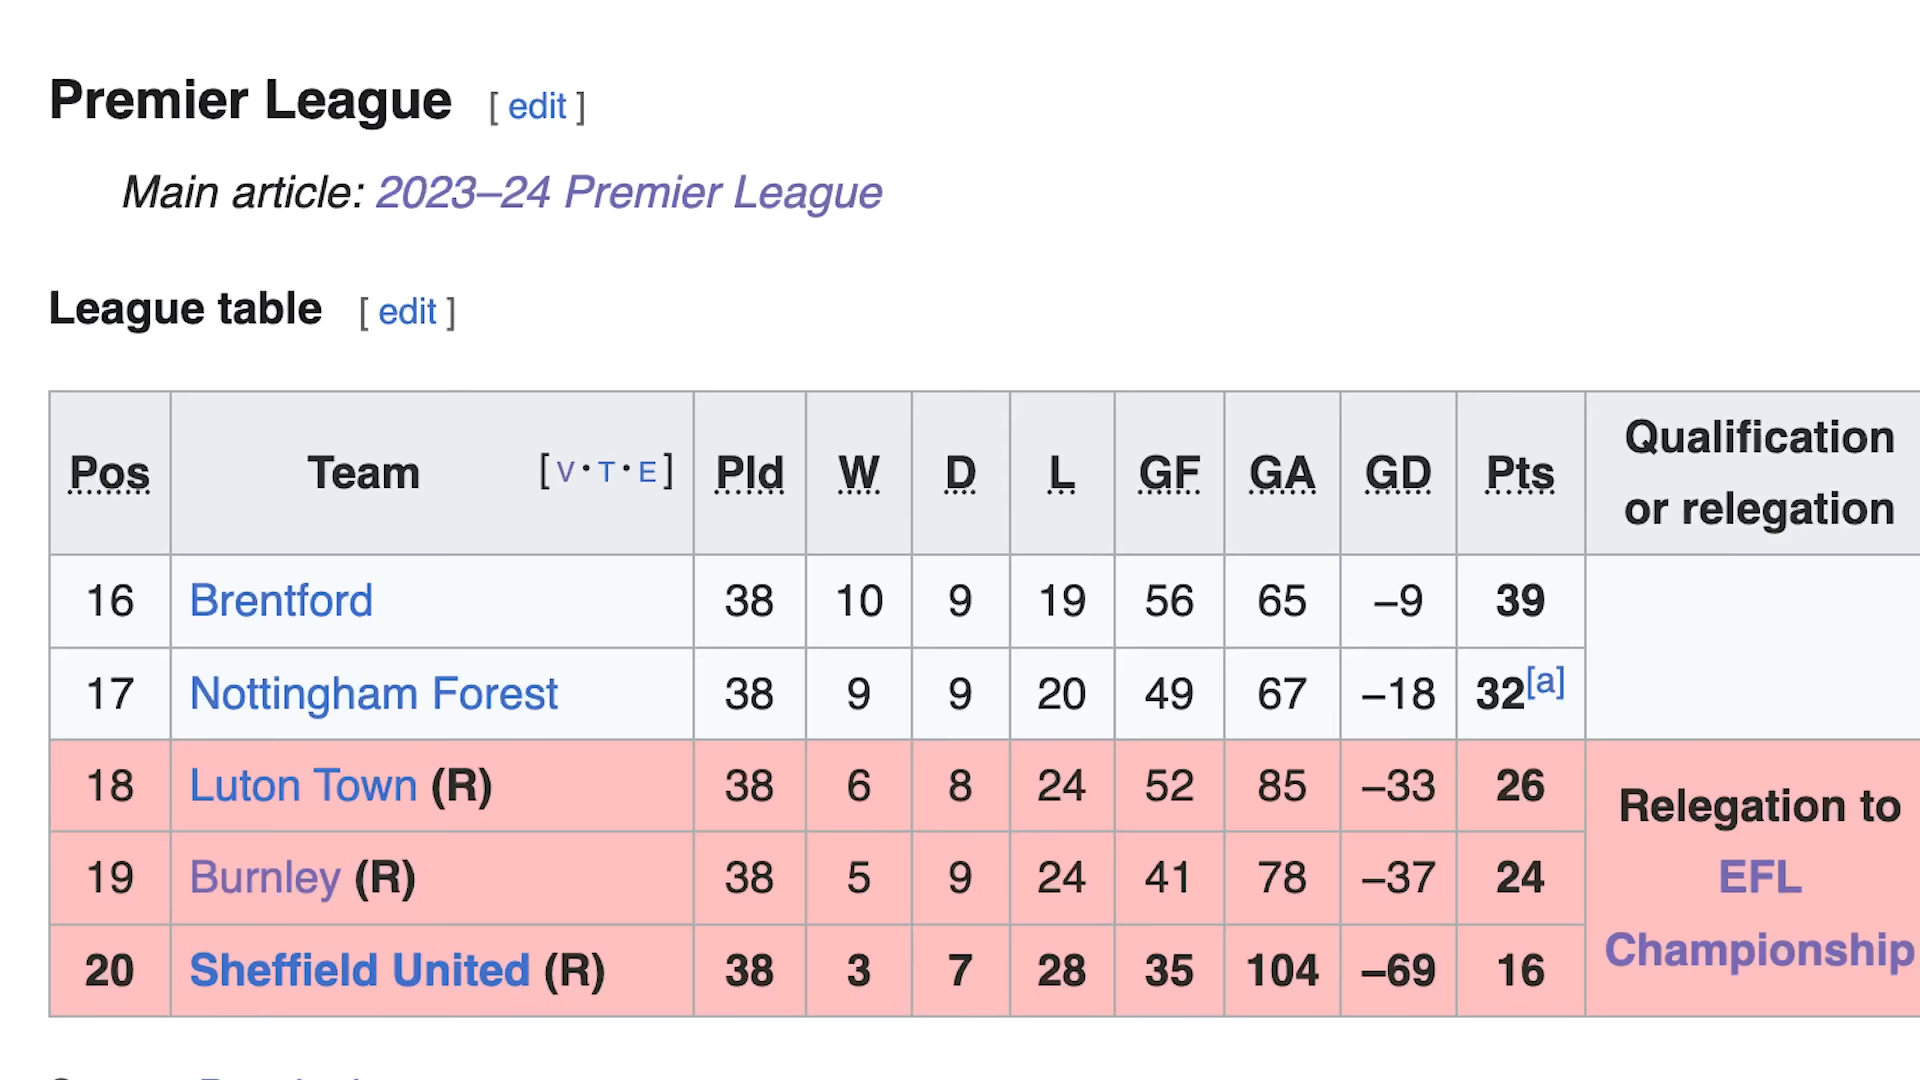 Premier League [ edit ]
Main article: 2023–24 Premier League
League table [ edit ]
Pos Team [V·T·E] Pld W D L GF GA GD Pts Qualification or relegation
16 Brentford 38 10 9 19 56 65 –9 39
17 Nottingham Forest 38 9 9 20 49 67 –18 32[a]
18 Luton Town (R) 38 6 8 24 52 85 –33 26 Relegation to
19 Burnley (R) 38 5 9 24 41 78 –37 24 EFL
20 Sheffield United (R) 38 3 7 28 35 104 –69 16 Championship